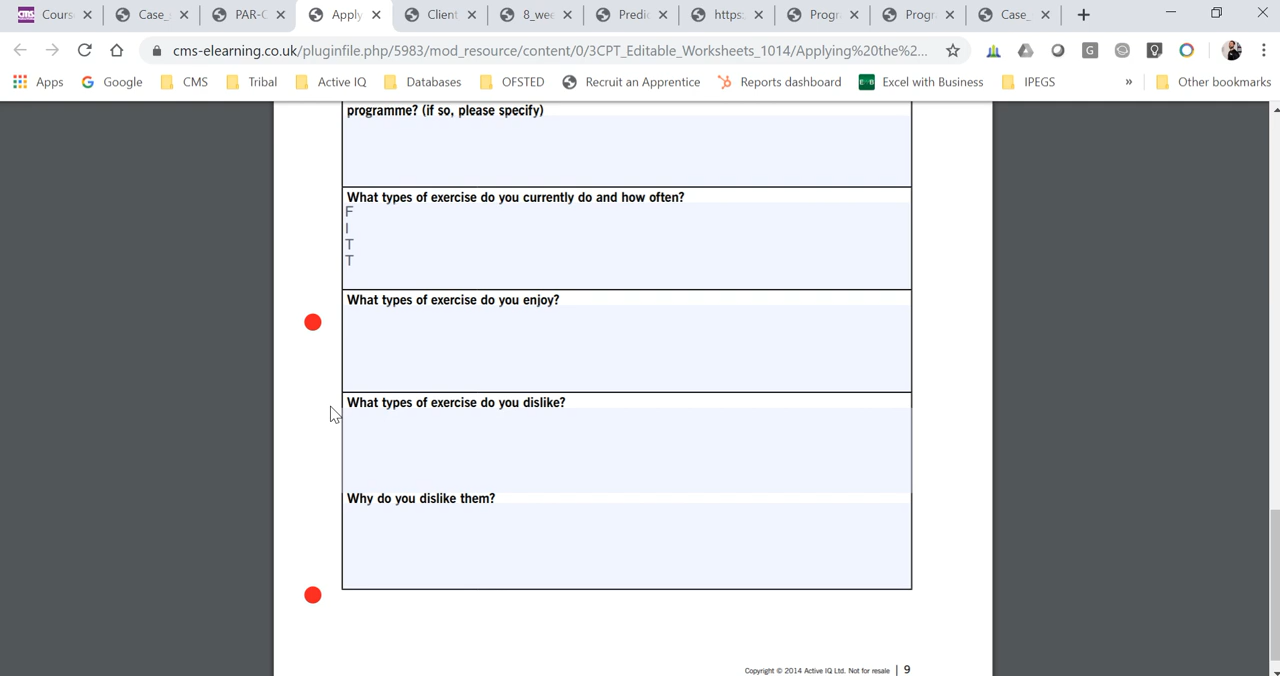 Cours
Case_
PAR-C
Apply
Client
8_wee
Predic
https:
Progr
Progr
Case_
cms-elearning.co.uk/pluginfile.php/5983/mod_resource/content/0/3CPT_Editable_Worksheets_1014/Applying%20the%2...
Apps
Google
CMS
Tribal
Active IQ
Databases
OFSTED
Recruit an Apprentice
Reports dashboard
Excel with Business
IPEGS
»
Other bookmarks
programme? (if so, please specify)
What types of exercise do you currently do and how often?
F
I
T
T
What types of exercise do you enjoy?
What types of exercise do you dislike?
Why do you dislike them?
Copyright © 2014 Active IQ Ltd. Not for resale | 9